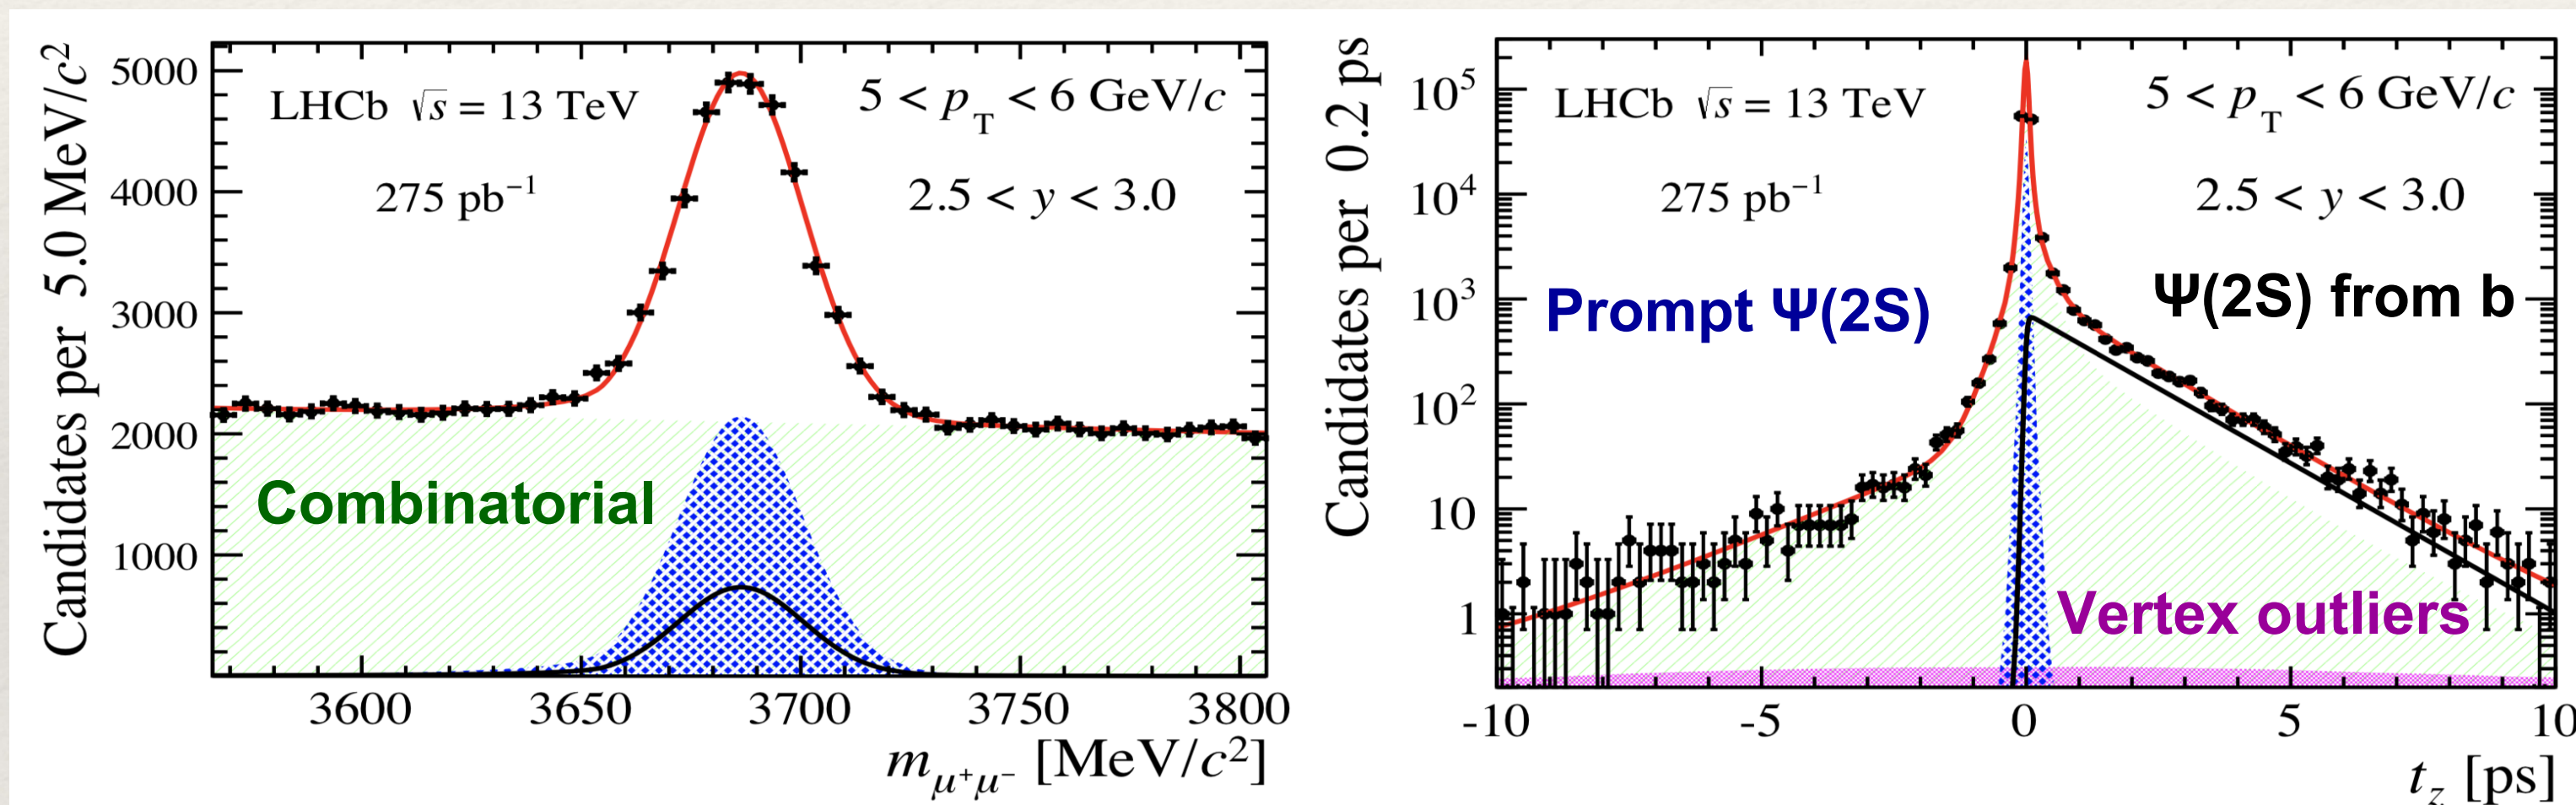 Candidates per 5.0 MeV/c²
5000
4000
3000
2000
1000
LHCb √s = 13 TeV
5 < p_T < 6 GeV/c
275 pb⁻¹
2.5 < y < 3.0
Combinatorial
3600 3650 3700 3750 3800
m_μ⁺μ⁻ [MeV/c²]
Candidates per 0.2 ps
10⁵
10⁴
10³
10²
10
1
LHCb √s = 13 TeV
5 < p_T < 6 GeV/c
275 pb⁻¹
2.5 < y < 3.0
Prompt Ψ(2S)
Ψ(2S) from b
Vertex outliers
-10 -5 0 5 10
t_z [ps]